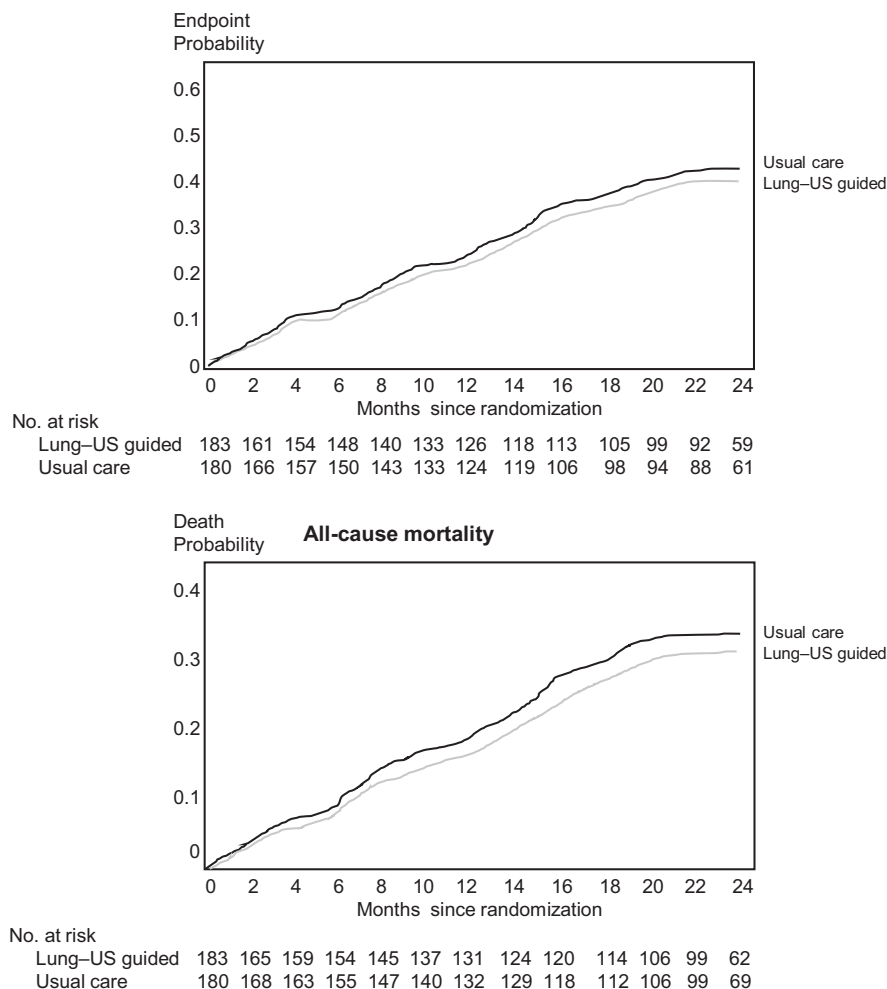 Endpoint
Probability
0.6
0.5
0.4
0.3
0.2
0.1
0
Usual care
Lung–US guided
0 2 4 6 8 10 12 14 16 18 20 22 24
Months since randomization
No. at risk
Lung–US guided 183 161 154 148 140 133 126 118 113 105 99 92 59
Usual care 180 166 157 150 143 133 124 119 106 98 94 88 61
Death
Probability
All-cause mortality
0.4
0.3
0.2
0.1
0
Usual care
Lung–US guided
0 2 4 6 8 10 12 14 16 18 20 22 24
Months since randomization
No. at risk
Lung–US guided 183 165 159 154 145 137 131 124 120 114 106 99 62
Usual care 180 168 163 155 147 140 132 129 118 112 106 99 69